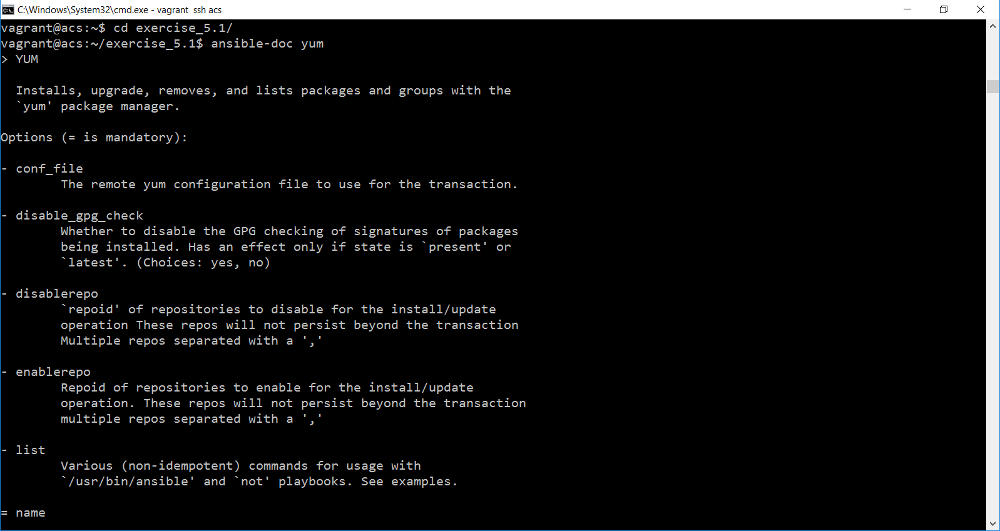 C:\Windows\System32\cmd.exe - vagrant  ssh acs
vagrant@acs:~$ cd exercise_5.1/
vagrant@acs:~/exercise_5.1$ ansible-doc yum
> YUM
Installs, upgrade, removes, and lists packages and groups with the
`yum' package manager.
Options (= is mandatory):
- conf_file
The remote yum configuration file to use for the transaction.
- disable_gpg_check
Whether to disable the GPG checking of signatures of packages
being installed. Has an effect only if state is `present' or
`latest'. (Choices: yes, no)
- disablerepo
`repoid' of repositories to disable for the install/update
operation These repos will not persist beyond the transaction
Multiple repos separated with a ','
- enablerepo
Repoid of repositories to enable for the install/update
operation. These repos will not persist beyond the transaction
multiple repos separated with a ','
- list
Various (non-idempotent) commands for usage with
`/usr/bin/ansible' and `not' playbooks. See examples.
= name